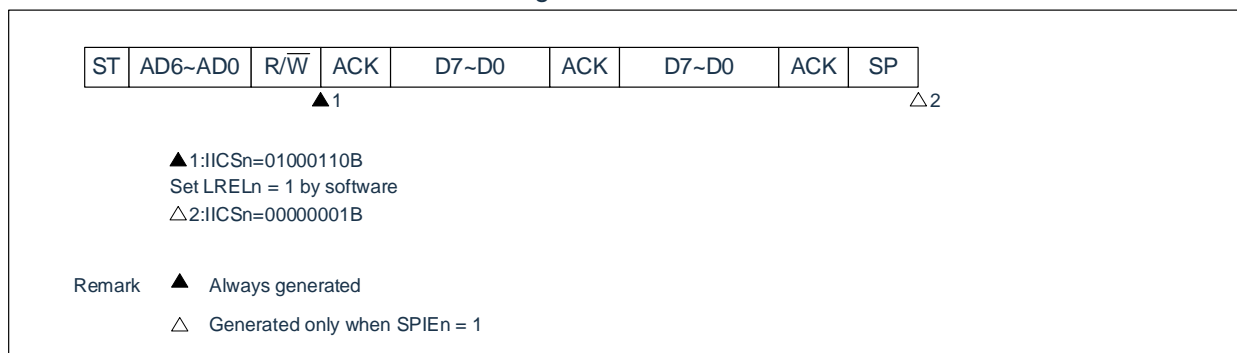 ST AD6~AD0 R/W̅ ACK D7~D0 ACK D7~D0 ACK SP
▲1 △2
▲1:IICSn=01000110B
Set LRELn = 1 by software
△2:IICSn=00000001B
Remark ▲ Always generated
△ Generated only when SPIEn = 1